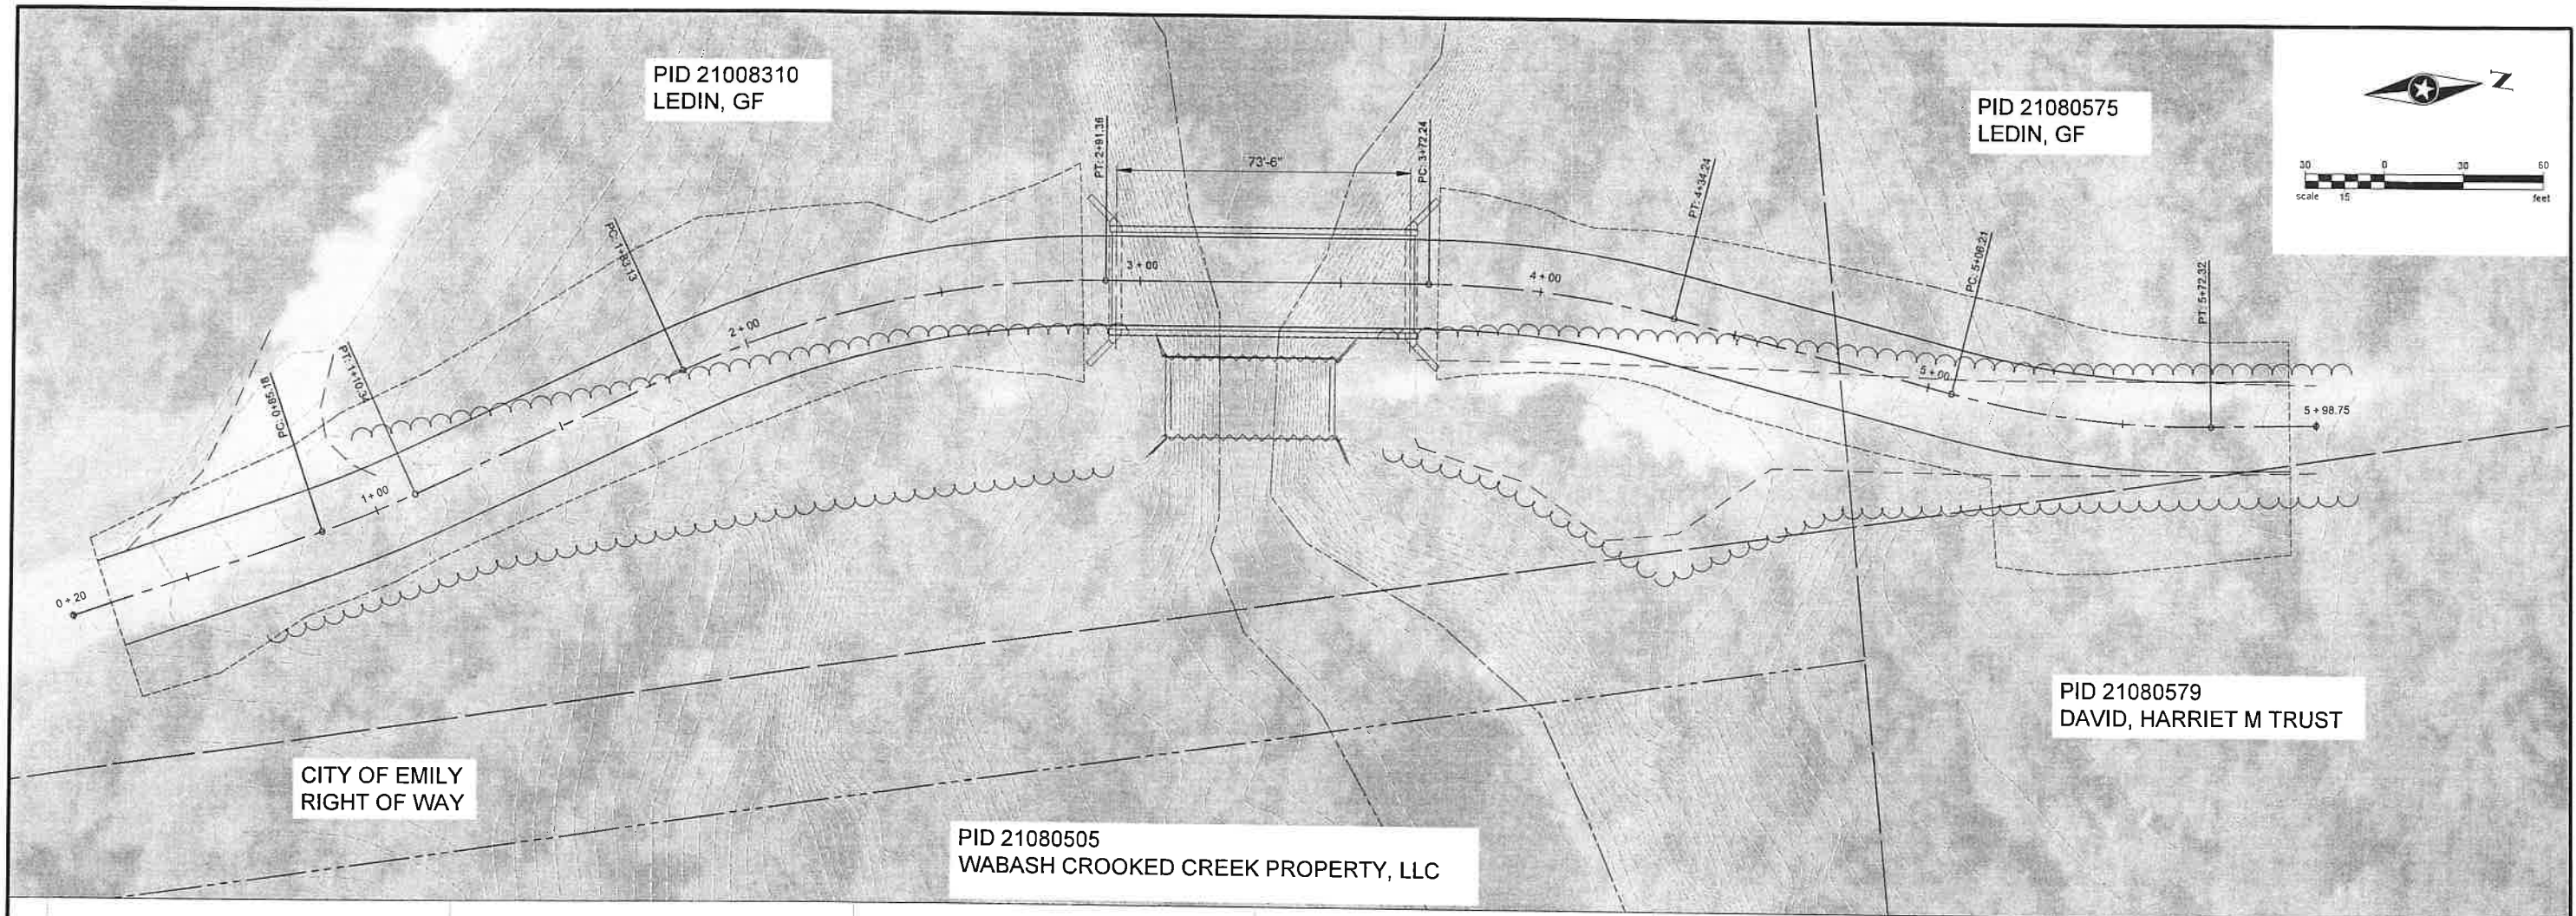 PID 21008310
LEDIN, GF
PID 21080575
LEDIN, GF
N
30 0 30 60
scale 15 feet
73'-6"
PT: 2+91.36
PC: 3+72.24
PT: 4+34.24
PC: 5+06.21
PT: 5+72.32
PC: 1+83.13
PT: 1+10.34
PC: 0+85.18
0+20
1+00
2+00
3+00
4+00
5+00
5+98.75
CITY OF EMILY
RIGHT OF WAY
PID 21080505
WABASH CROOKED CREEK PROPERTY, LLC
PID 21080579
DAVID, HARRIET M TRUST